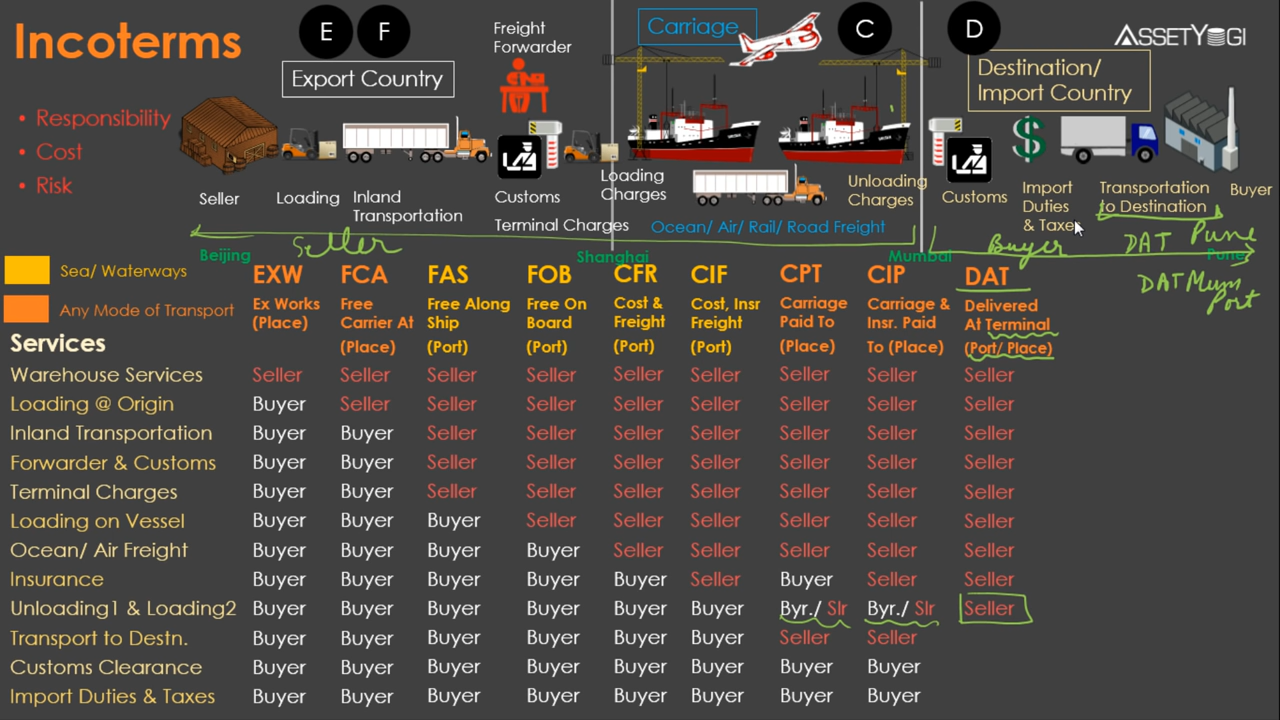 Incoterms
• Responsibility
• Cost
• Risk
E F
Export Country
Freight
Forwarder
Carriage
C
D
Destination/
Import Country
ASSETYOGI
Seller
Loading
Inland
Transportation
Customs
Terminal Charges
Loading
Charges
Unloading
Charges
Ocean/ Air/ Rail/ Road Freight
Customs
Import
Duties
& Taxes
Transportation
to Destination
Buyer
Seller
Buyer
DAT Pune
DAT Mum
Port
Beijing
Shanghai
Mumbai
Pune
Sea/ Waterways
Any Mode of Transport
EXW FCA FAS FOB CFR CIF CPT CIP DAT
Ex Works
(Place)
Free
Carrier At
(Place)
Free Along
Ship
(Port)
Free On
Board
(Port)
Cost &
Freight
(Port)
Cost, Insr
Freight
(Port)
Carriage
Paid To
(Place)
Carriage &
Insr. Paid
To (Place)
Delivered
At Terminal
(Port/ Place)
Services
Warehouse Services Seller Seller Seller Seller Seller Seller Seller Seller Seller
Loading @ Origin Buyer Seller Seller Seller Seller Seller Seller Seller Seller
Inland Transportation Buyer Buyer Seller Seller Seller Seller Seller Seller Seller
Forwarder & Customs Buyer Buyer Seller Seller Seller Seller Seller Seller Seller
Terminal Charges Buyer Buyer Seller Seller Seller Seller Seller Seller Seller
Loading on Vessel Buyer Buyer Buyer Seller Seller Seller Seller Seller Seller
Ocean/ Air Freight Buyer Buyer Buyer Buyer Seller Seller Seller Seller Seller
Insurance Buyer Buyer Buyer Buyer Buyer Seller Buyer Seller Seller
Unloading1 & Loading2 Buyer Buyer Buyer Buyer Buyer Buyer Byr./ Slr Byr./ Slr Seller
Transport to Destn. Buyer Buyer Buyer Buyer Buyer Buyer Seller Seller
Customs Clearance Buyer Buyer Buyer Buyer Buyer Buyer Buyer Buyer
Import Duties & Taxes Buyer Buyer Buyer Buyer Buyer Buyer Buyer Buyer